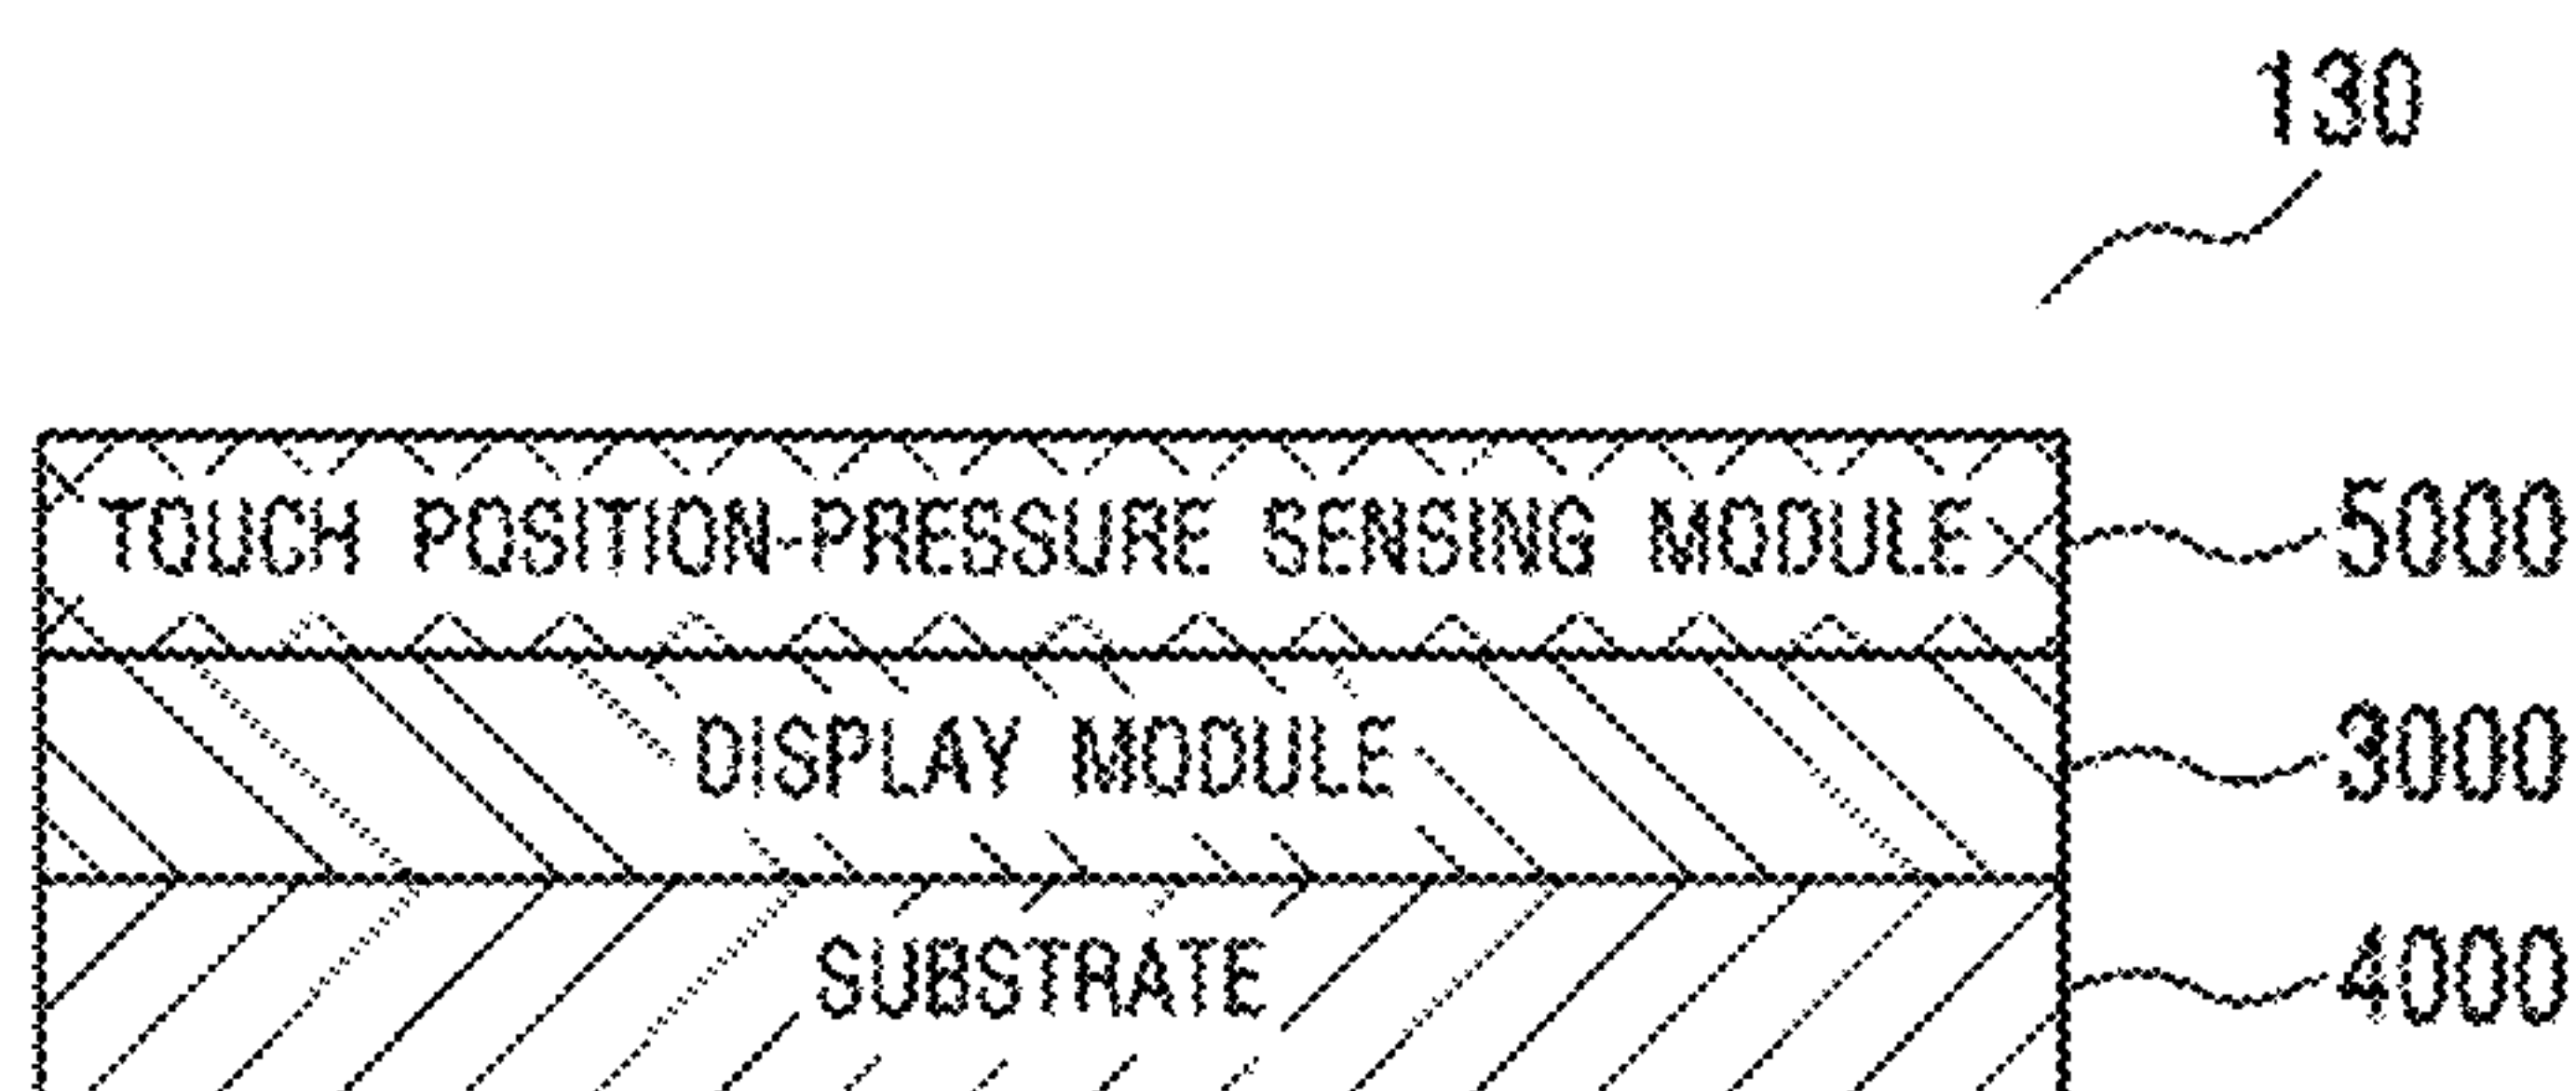 130
TOUCH POSITION-PRESSURE SENSING MODULE 5000
DISPLAY MODULE 3000
SUBSTRATE 4000